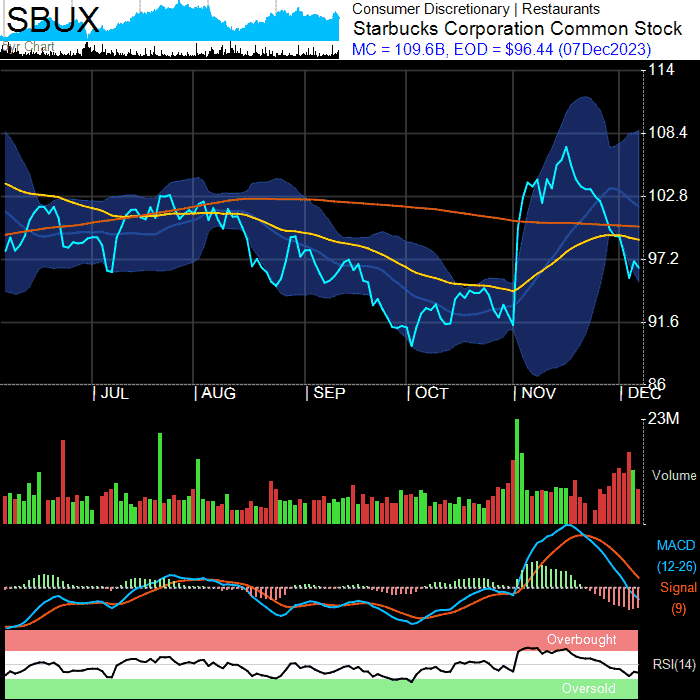 SBUX
Consumer Discretionary | Restaurants
Starbucks Corporation Common Stock
MC = 109.6B, EOD = $96.44 (07Dec2023)
Chart
114
108.4
102.8
97.2
91.6
86
| JUL | AUG | SEP | OCT | NOV | DEC
23M
Volume
MACD
(12-26)
Signal
(9)
Overbought
RSI(14)
Oversold